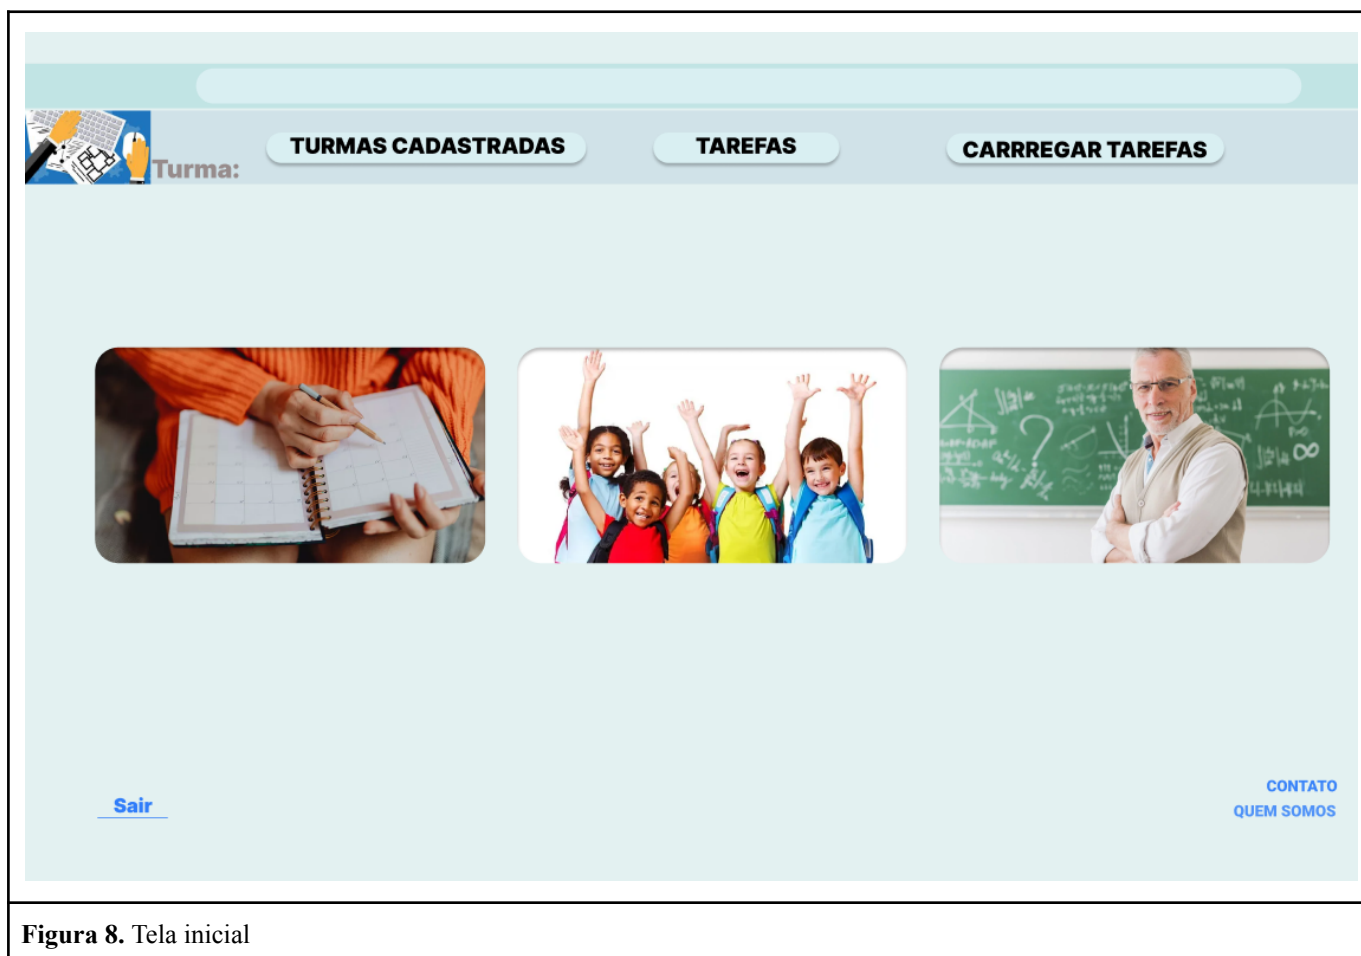 TURMAS CADASTRADAS
TAREFAS
CARRREGAR TAREFAS
Turma:
Sair
CONTATO
QUEM SOMOS
Figura 8. Tela inicial